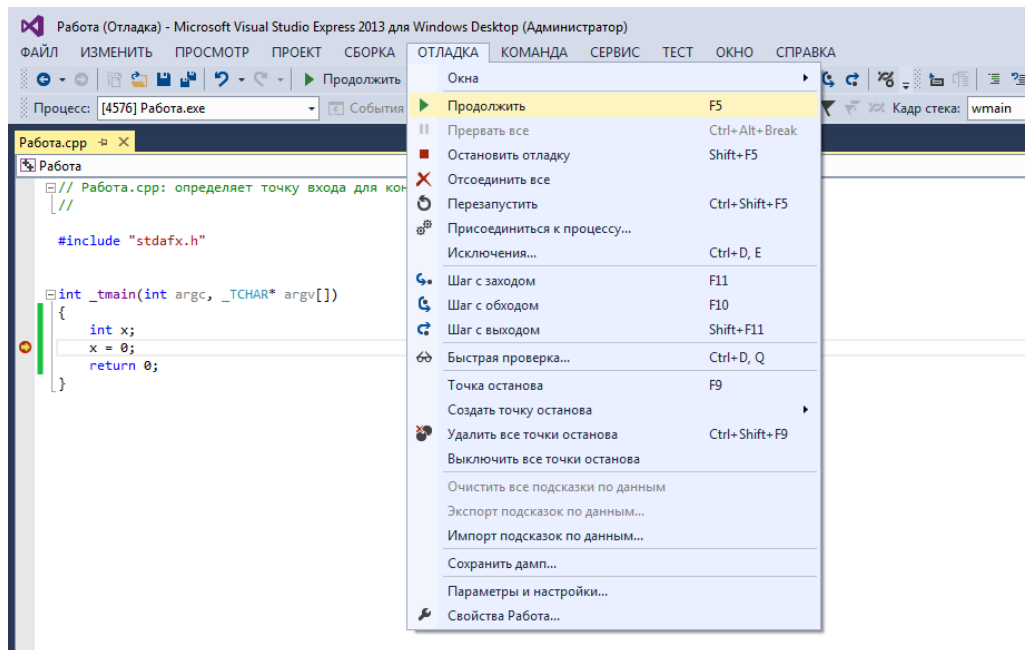 Работа (Отладка) - Microsoft Visual Studio Express 2013 для Windows Desktop (Администратор)
ФАЙЛ ИЗМЕНИТЬ ПРОСМОТР ПРОЕКТ СБОРКА ОТЛАДКА КОМАНДА СЕРВИС ТЕСТ ОКНО СПРАВКА
Продолжить
Процесс: [4576] Работа.exe События Кадр стека: wmain
Работа.cpp
Работа
// Работа.cpp: определяет точку входа для кон
//
#include "stdafx.h"
int _tmain(int argc, _TCHAR* argv[])
{
int x;
x = 0;
return 0;
}
Окна
Продолжить F5
Прервать все Ctrl+Alt+Break
Остановить отладку Shift+F5
Отсоединить все
Перезапустить Ctrl+Shift+F5
Присоединиться к процессу...
Исключения... Ctrl+D, E
Шаг с заходом F11
Шаг с обходом F10
Шаг с выходом Shift+F11
Быстрая проверка... Ctrl+D, Q
Точка останова F9
Создать точку останова
Удалить все точки останова Ctrl+Shift+F9
Выключить все точки останова
Очистить все подсказки по данным
Экспорт подсказок по данным...
Импорт подсказок по данным...
Сохранить дамп...
Параметры и настройки...
Свойства Работа...